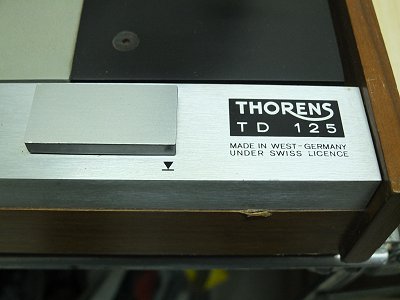 THORENS
TD 125
MADE IN WEST-GERMANY
UNDER SWISS LICENCE